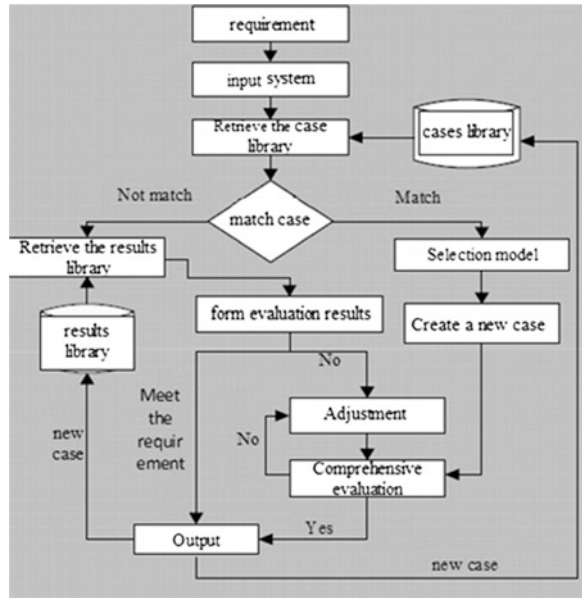 requirement
input system
Retrieve the case
library
cases library
Not match
Match
match case
Retrieve the results
library
Selection model
results
library
form evaluation results
Create a new case
No
Meet
the
requir
ement
Adjustment
new
case
No
Comprehensive
evaluation
Yes
Output
new case